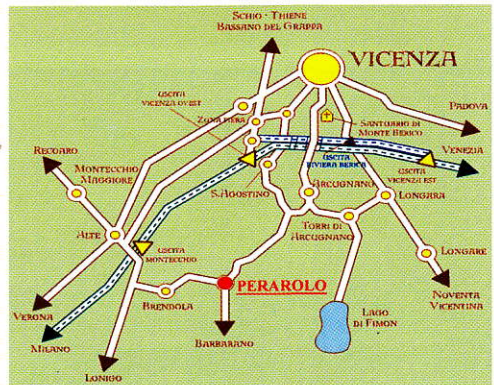 SCHIO - THIENE
BASSANO DEL GRAPPA
VICENZA
USCITA
VICENZA OVEST
ZONA FIERA
PADOVA
SANTUARIO DI
MONTE BERICO
RECOARO
VENEZIA
USCITA
RIVIERA BERICA
MONTECCHIO
MAGGIORE
USCITA
VICENZA EST
S.AGOSTINO
ARCUGNANO
LONGARA
ALTE
TORRI DI
ARCUGNANO
USCITA
MONTECCHIO
LONGARE
PERAROLO
BRENDOLA
NOVENTA
VICENTINA
VERONA
LAGO
DI FIMON
MILANO
BARBARANO
LONIGO